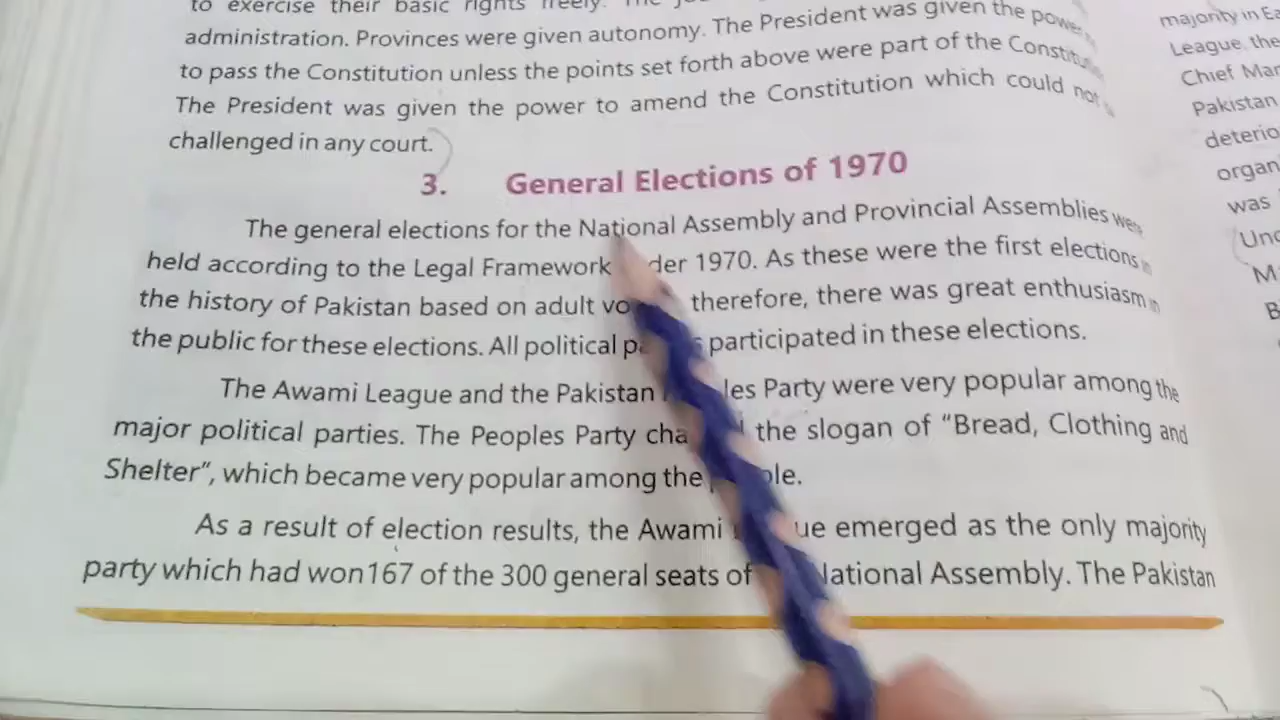 to exercise their basic rights freely. The
administration. Provinces were given autonomy. The President was given the power
to pass the Constitution unless the points set forth above were part of the Constitution
The President was given the power to amend the Constitution which could not
challenged in any court.
3. General Elections of 1970
The general elections for the National Assembly and Provincial Assemblies were
held according to the Legal Framework der 1970. As these were the first elections in
the history of Pakistan based on adult vo therefore, there was great enthusiasm in
the public for these elections. All political pa s participated in these elections.
The Awami League and the Pakistan les Party were very popular among the
major political parties. The Peoples Party cha the slogan of “Bread, Clothing and
Shelter”, which became very popular among the ple.
As a result of election results, the Awami ue emerged as the only majority
party which had won167 of the 300 general seats of National Assembly. The Pakistan
majority in Ea
League, the
Chief Mar
Pakistan
deterio
organ
was
Und
M
B